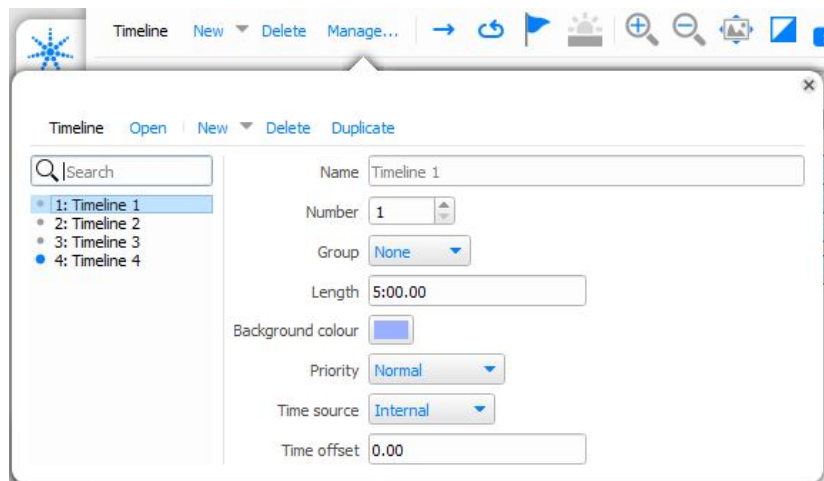 Timeline New Delete Manage...
Timeline Open New Delete Duplicate
Search
1: Timeline 1
2: Timeline 2
3: Timeline 3
4: Timeline 4
Name Timeline 1
Number 1
Group None
Length 5:00.00
Background colour
Priority Normal
Time source Internal
Time offset 0.00